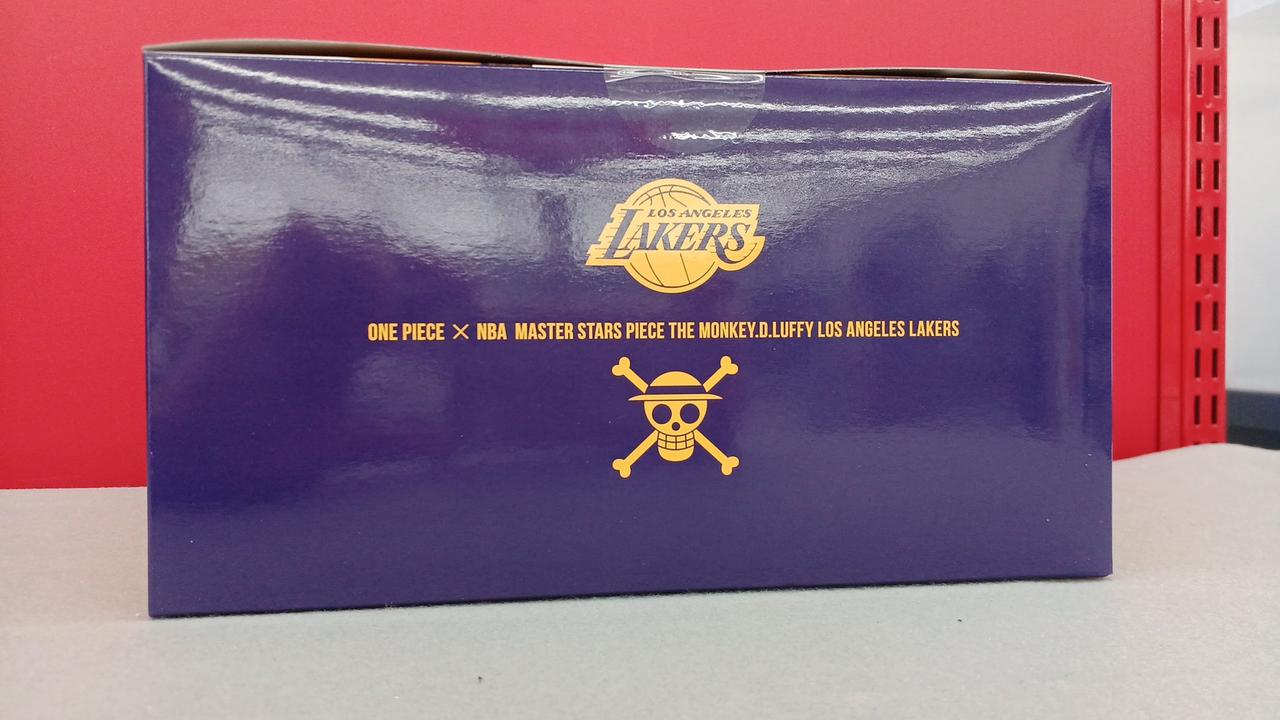 LOS ANGELES
LAKERS
ONE PIECE × NBA MASTER STARS PIECE THE MONKEY.D.LUFFY LOS ANGELES LAKERS